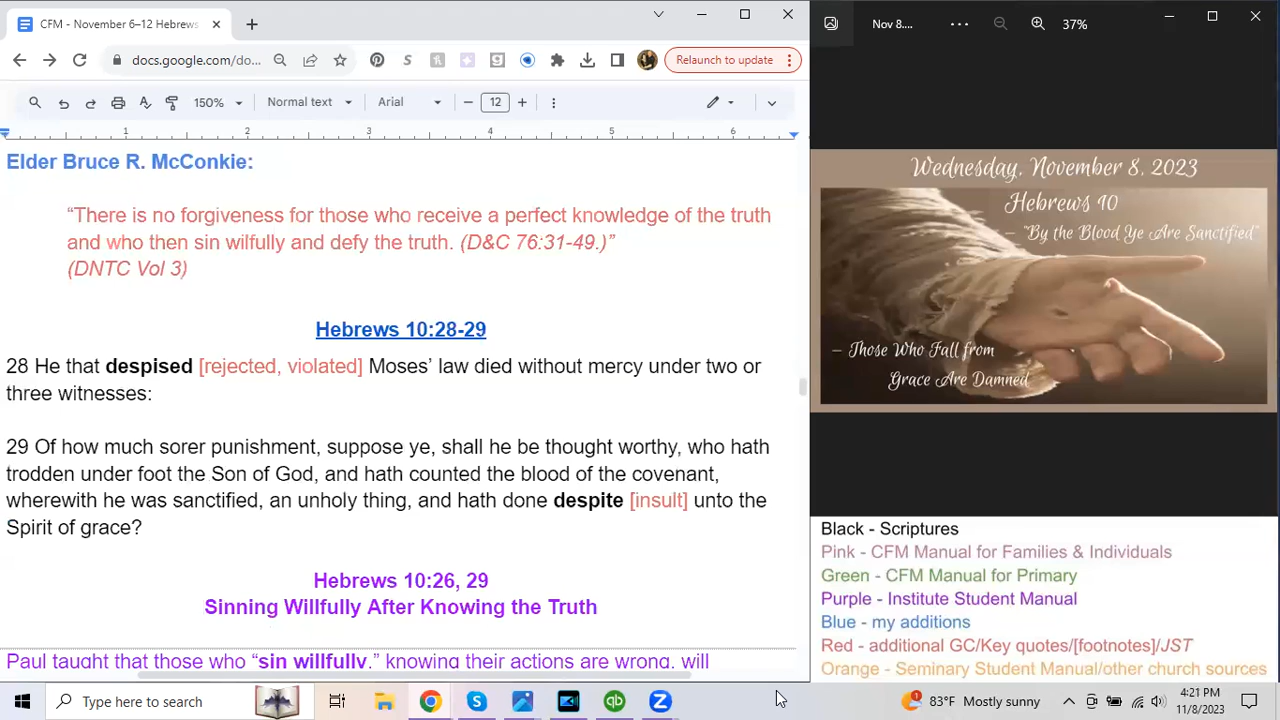 CFM - November 6–12 Hebrews
docs.google.com/do...
Relaunch to update
150%
Normal text
Arial
12
1
2
3
4
5
6
Elder Bruce R. McConkie:
“There is no forgiveness for those who receive a perfect knowledge of the truth
and who then sin wilfully and defy the truth. (D&C 76:31-49.)”
(DNTC Vol 3)
Hebrews 10:28-29
28 He that despised [rejected, violated] Moses’ law died without mercy under two or
three witnesses:
29 Of how much sorer punishment, suppose ye, shall he be thought worthy, who hath
trodden under foot the Son of God, and hath counted the blood of the covenant,
wherewith he was sanctified, an unholy thing, and hath done despite [insult] unto the
Spirit of grace?
Hebrews 10:26, 29
Sinning Willfully After Knowing the Truth
Paul taught that those who “sin willfully,” knowing their actions are wrong, will
Nov 8....
37%
Wednesday, November 8, 2023
Hebrews 10
– “By the Blood Ye Are Sanctified”
– Those Who Fall from
Grace Are Damned
Black - Scriptures
Pink - CFM Manual for Families & Individuals
Green - CFM Manual for Primary
Purple - Institute Student Manual
Blue - my additions
Red - additional GC/Key quotes/[footnotes]/JST
Orange - Seminary Student Manual/other church sources
Type here to search
qb
1
83°F Mostly sunny
4:21 PM
11/8/2023